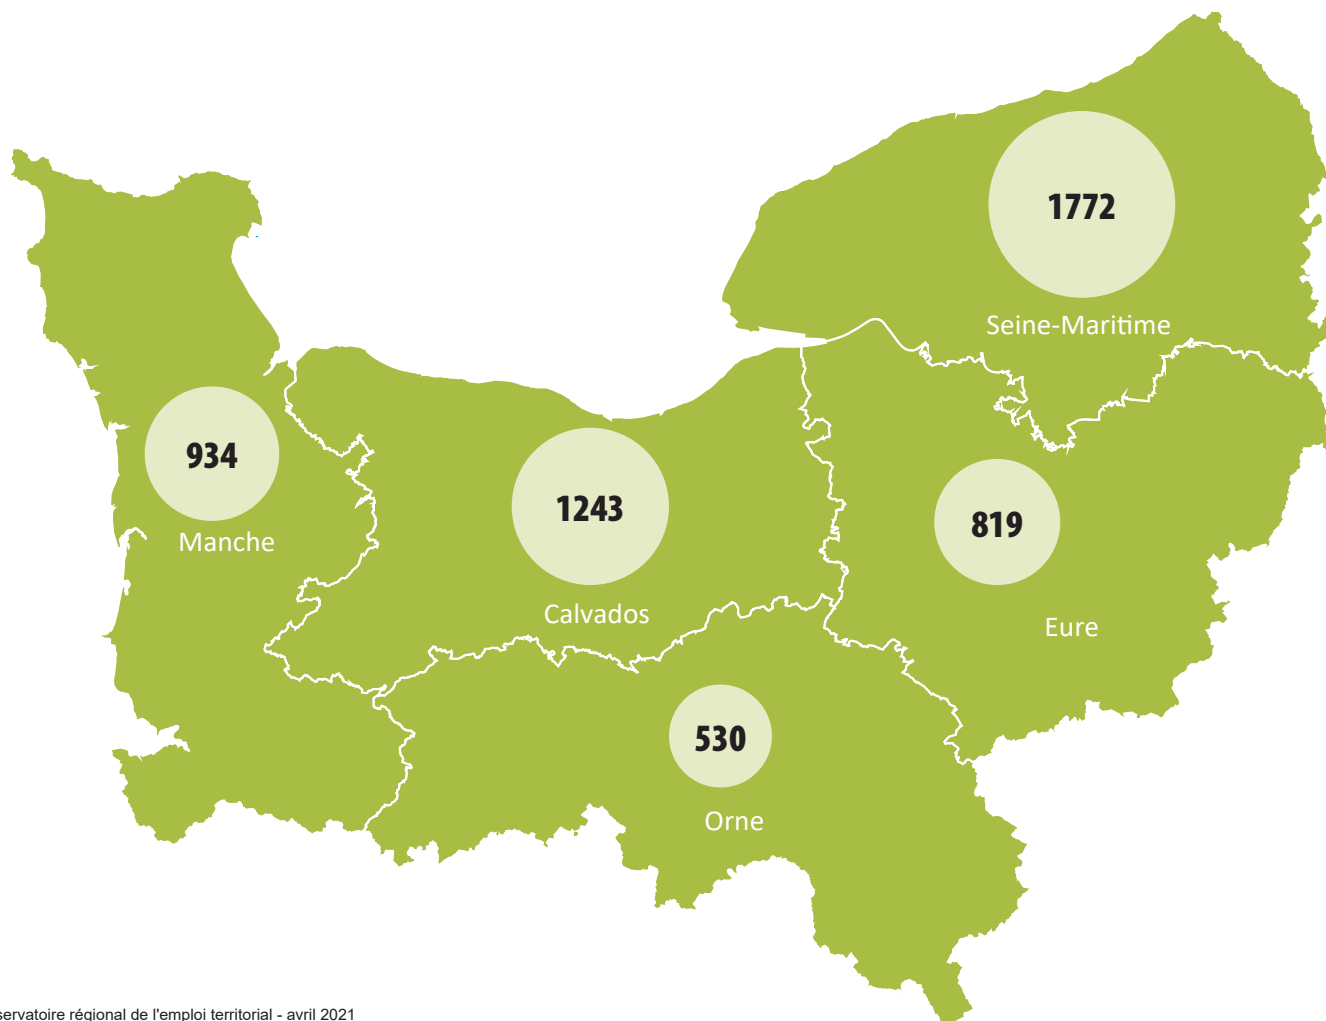 1772
Seine-Maritime
934
Manche
1243
Calvados
819
Eure
530
Orne
servatoire régional de l'emploi territorial - avril 2021